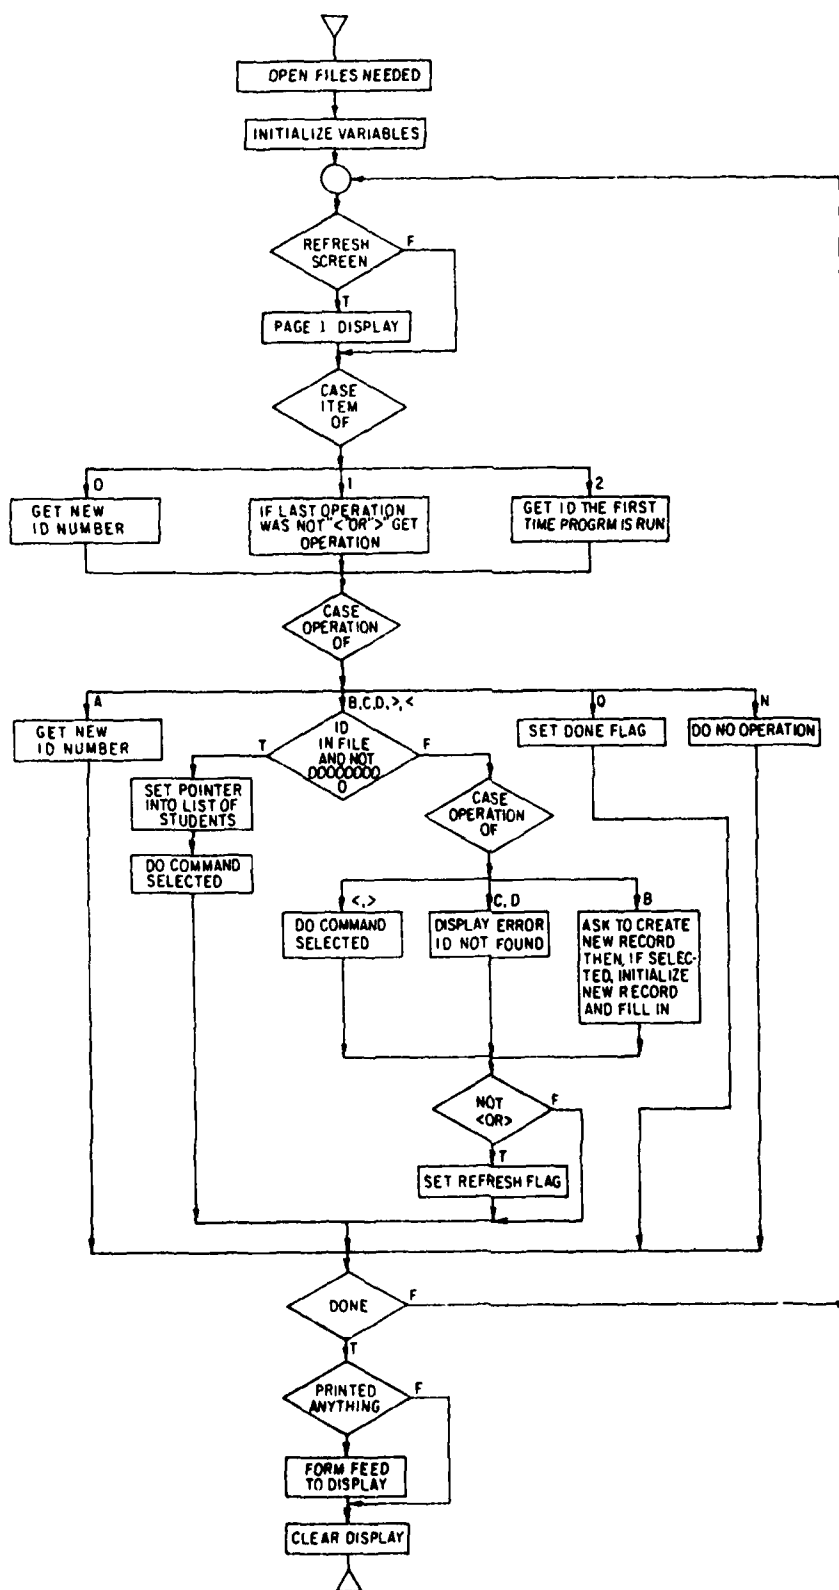 OPEN FILES NEEDED
INITIALIZE VARIABLES
REFRESH
SCREEN
F
T
PAGE 1 DISPLAY
CASE
ITEM
OF
0
1
2
GET NEW
ID NUMBER
IF LAST OPERATION
WAS NOT "<"OR">" GET
OPERATION
GET ID THE FIRST
TIME PROGRM IS RUN
CASE
OPERATION
OF
A
B,C,D,>,<
Q
N
GET NEW
ID NUMBER
ID
IN FILE
AND NOT
0
T
F
SET DONE FLAG
DO NO OPERATION
SET POINTER
INTO LIST OF
STUDENTS
DO COMMAND
SELECTED
CASE
OPERATION
OF
<,>
C,D
B
DO COMMAND
SELECTED
DISPLAY ERROR
ID NOT FOUND
ASK TO CREATE
NEW RECORD
THEN, IF SELEC-
TED, INITIALIZE
NEW RECORD
AND FILL IN
NOT
<OR>
F
T
SET REFRESH FLAG
DONE
F
T
PRINTED
ANYTHING
F
FORM FEED
TO DISPLAY
CLEAR DISPLAY